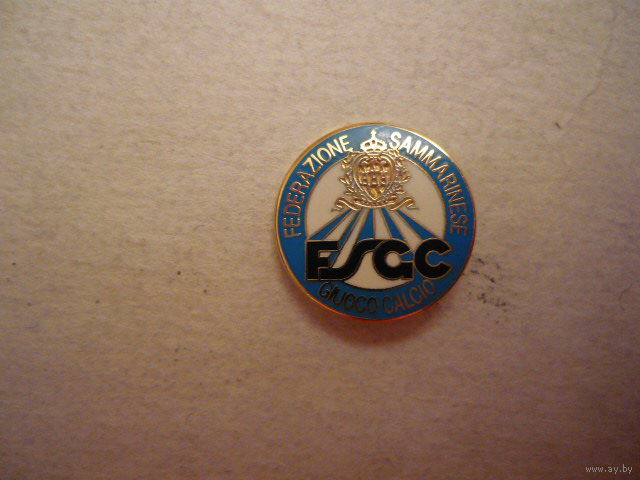 FEDERAZIONE SAMMARINESE
FSGC
GIUOCO CALCIO
www.ay.by